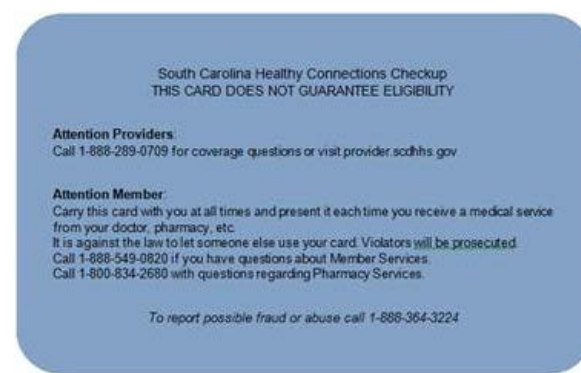 South Carolina Healthy Connections Checkup
THIS CARD DOES NOT GUARANTEE ELIGIBILITY
Attention Providers:
Call 1-888-289-0709 for coverage questions or visit provider.scdhhs.gov
Attention Member:
Carry this card with you at all times and present it each time you receive a medical service
from your doctor, pharmacy, etc.
It is against the law to let someone else use your card. Violators will be prosecuted.
Call 1-888-549-0820 if you have questions about Member Services.
Call 1-800-834-2680 with questions regarding Pharmacy Services.
To report possible fraud or abuse call 1-888-364-3224